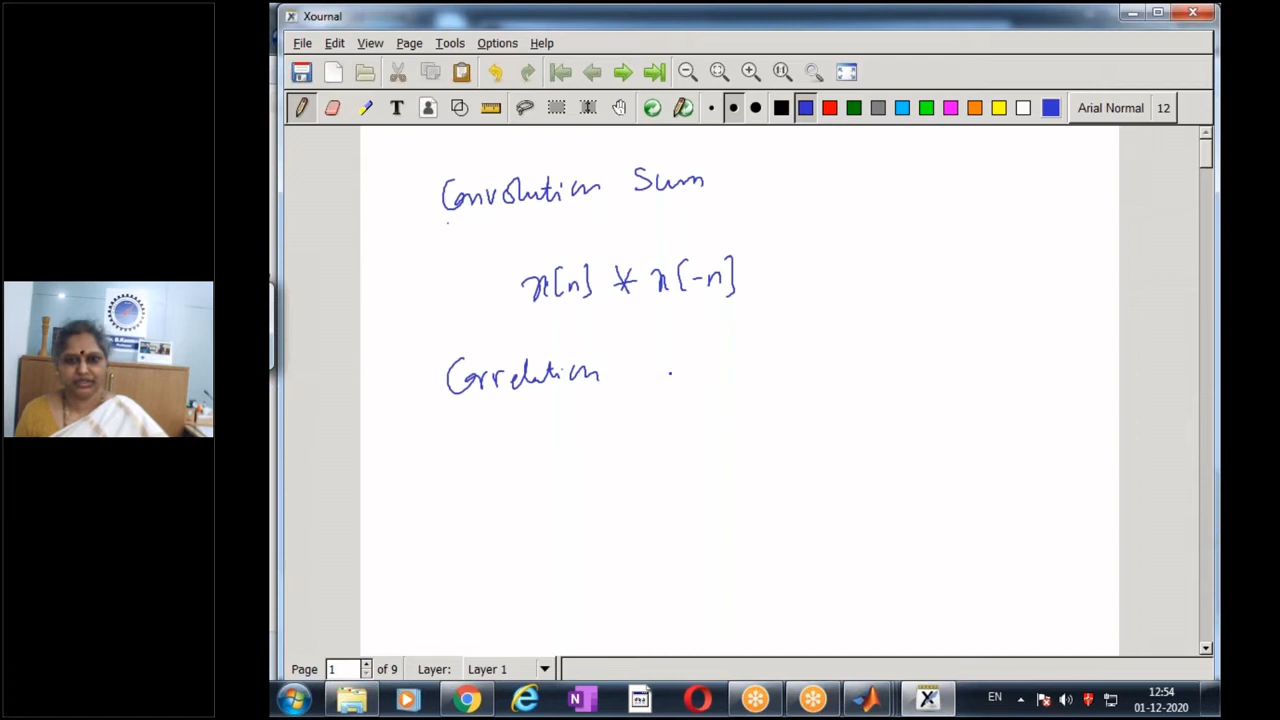 Xournal
File Edit View Page Tools Options Help
Arial Normal 12
Convolution Sum
x[n] * x[-n]
Correlation
Page 1 of 9 Layer: Layer 1
EN
12:54
01-12-2020